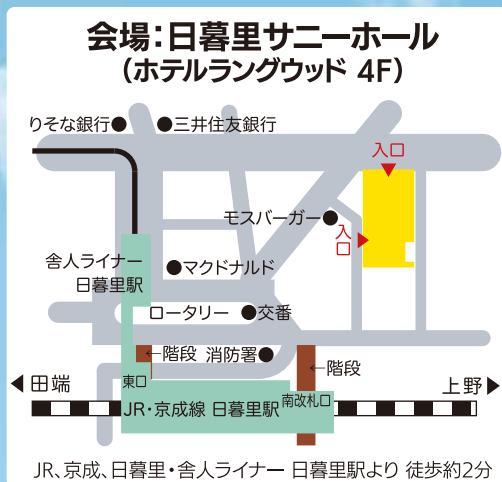 会場:日暮里サニーホール
(ホテルラングウッド 4F)
りそな銀行●
●三井住友銀行
入口
モスバーガー●
入口
舎人ライナー
日暮里駅
●マクドナルド
ロータリー
●交番
←階段
消防署●
←階段
◀田端
東口
上野▶
JR・京成線 日暮里駅
南改札口
JR、京成、日暮里・舎人ライナー 日暮里駅より 徒歩約2分